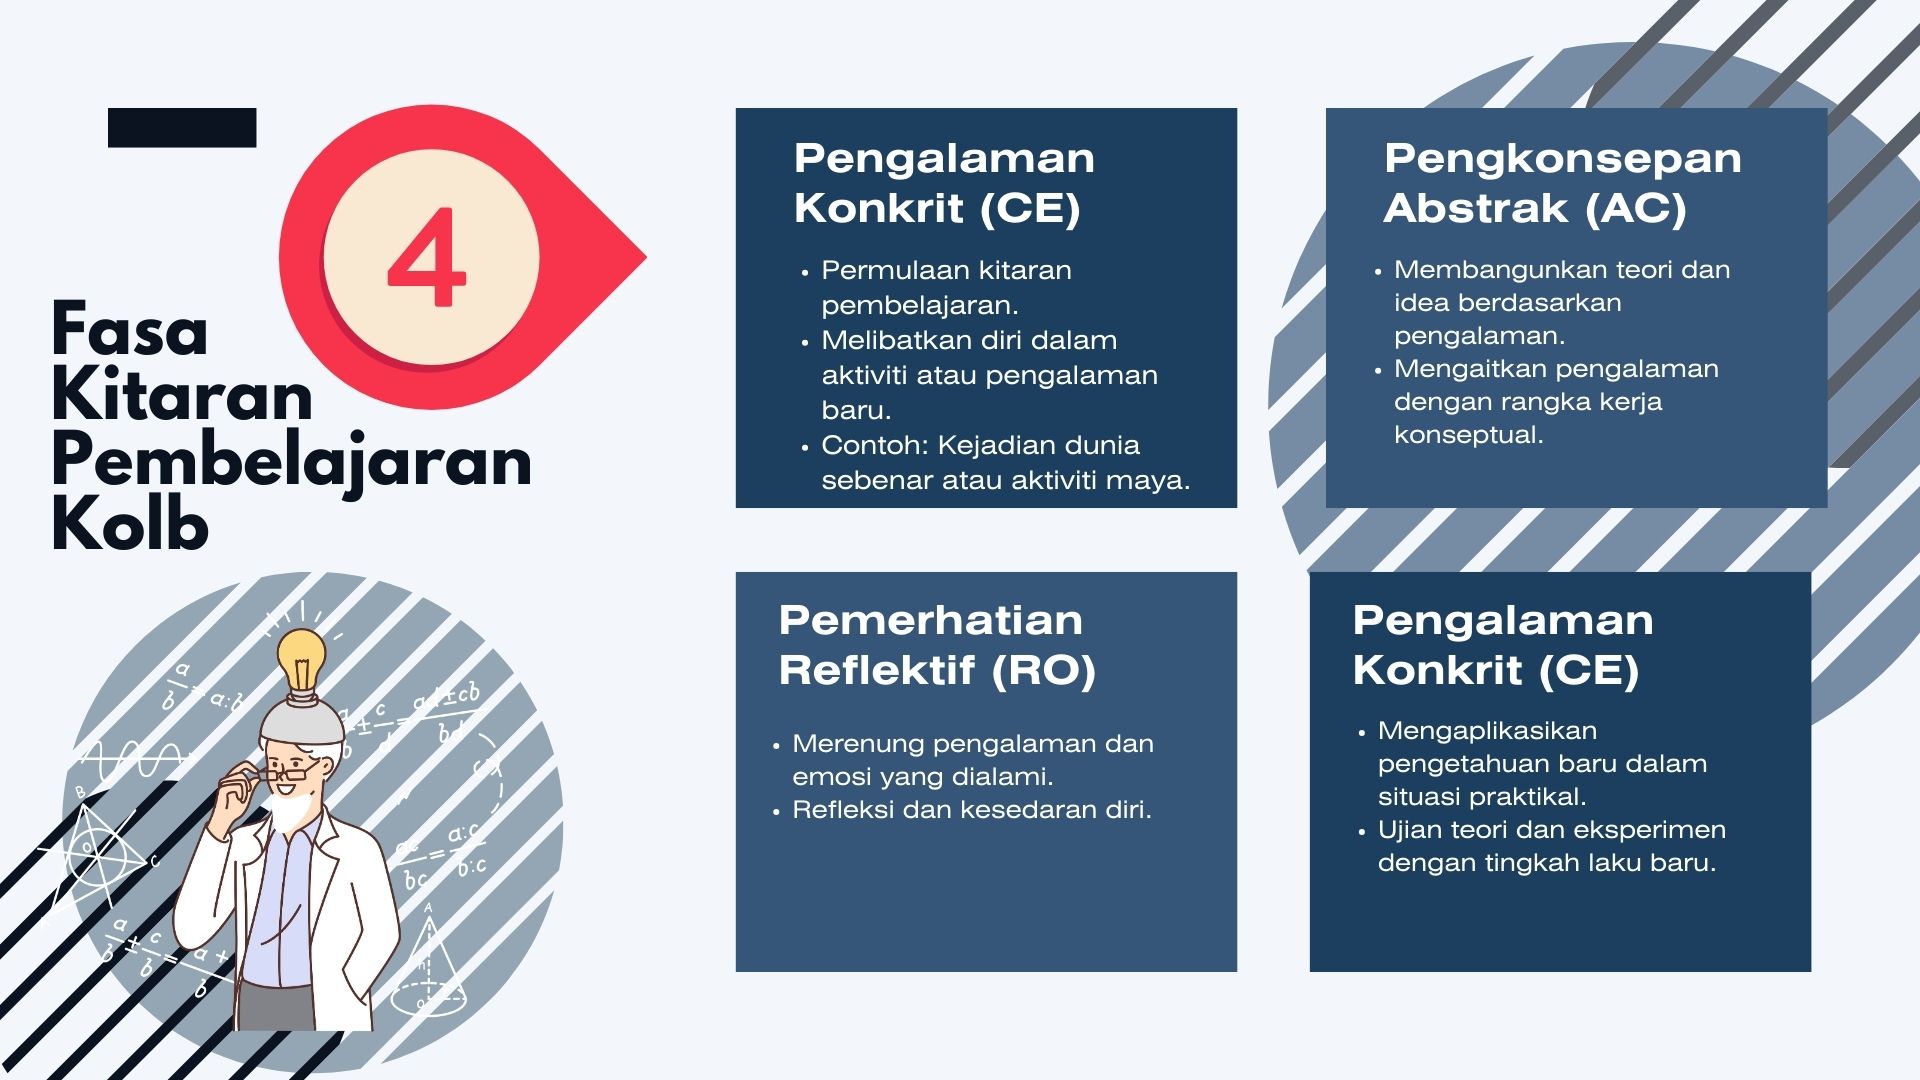 4
Fasa
Kitaran
Pembelajaran
Kolb
Pengalaman
Konkrit (CE)
• Permulaan kitaran
pembelajaran.
• Melibatkan diri dalam
aktiviti atau pengalaman
baru.
• Contoh: Kejadian dunia
sebenar atau aktiviti maya.
Pengkonsepan
Abstrak (AC)
• Membangunkan teori dan
idea berdasarkan
pengalaman.
• Mengaitkan pengalaman
dengan rangka kerja
konseptual.
Pemerhatian
Reflektif (RO)
• Merenung pengalaman dan
emosi yang dialami.
• Refleksi dan kesedaran diri.
Pengalaman
Konkrit (CE)
• Mengaplikasikan
pengetahuan baru dalam
situasi praktikal.
• Ujian teori dan eksperimen
dengan tingkah laku baru.